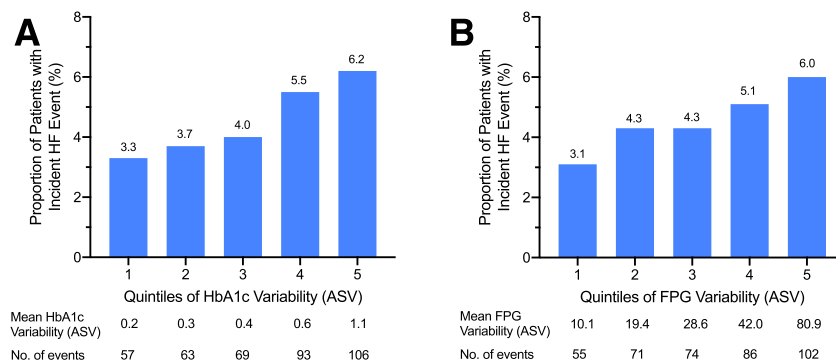 A
Proportion of Patients with
Incident HF Event (%)
8
6
4
2
0
3.3
3.7
4.0
5.5
6.2
1 2 3 4 5
Quintiles of HbA1c Variability (ASV)
Mean HbA1c
Variability (ASV) 0.2 0.3 0.4 0.6 1.1
No. of events 57 63 69 93 106
B
Proportion of Patients with
Incident HF Event (%)
8
6
4
2
0
3.1
4.3
4.3
5.1
6.0
1 2 3 4 5
Quintiles of FPG Variability (ASV)
Mean FPG
Variability (ASV) 10.1 19.4 28.6 42.0 80.9
No. of events 55 71 74 86 102